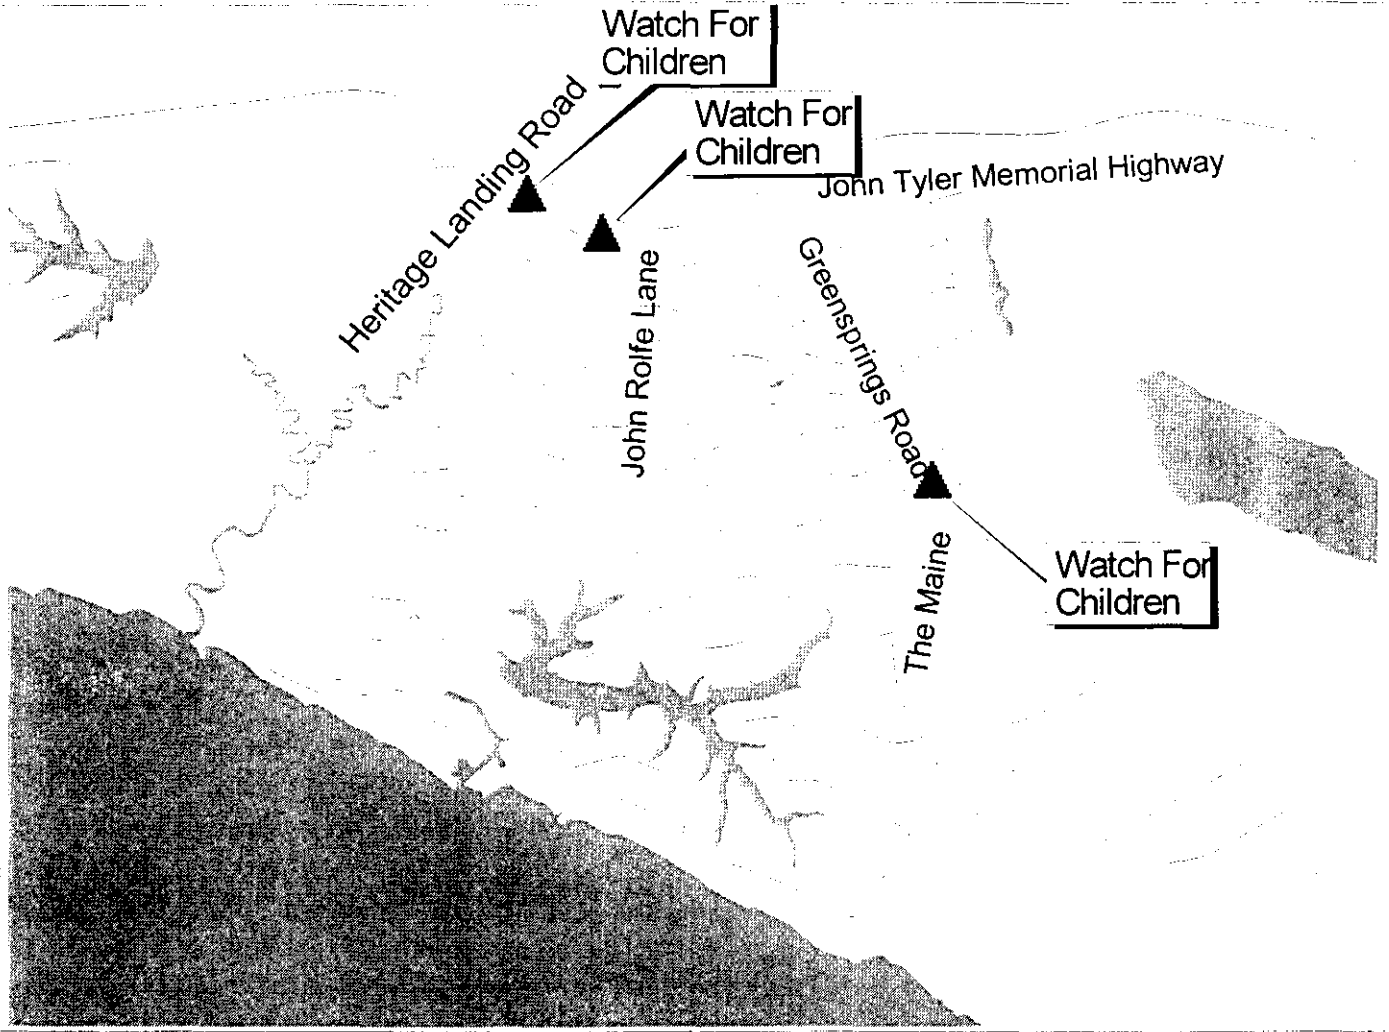 Watch For
Children
Watch For
Children
Heritage Landing Road
John Tyler Memorial Highway
John Rolfe Lane
Greensprings Road
The Maine
Watch For
Children